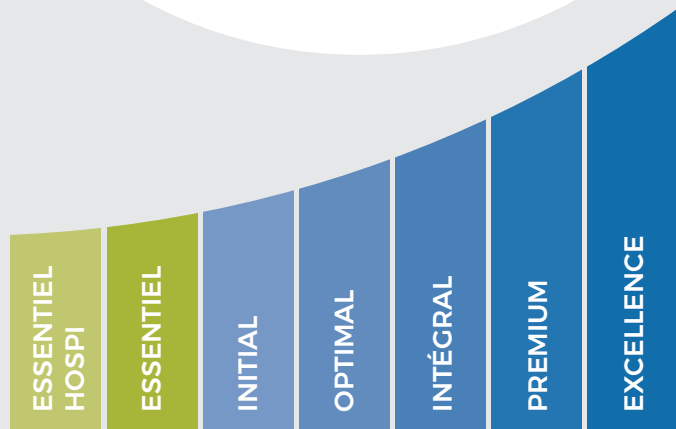 ESSENTIEL
HOSPI
ESSENTIEL
INITIAL
OPTIMAL
INTÉGRAL
PREMIUM
EXCELLENCE